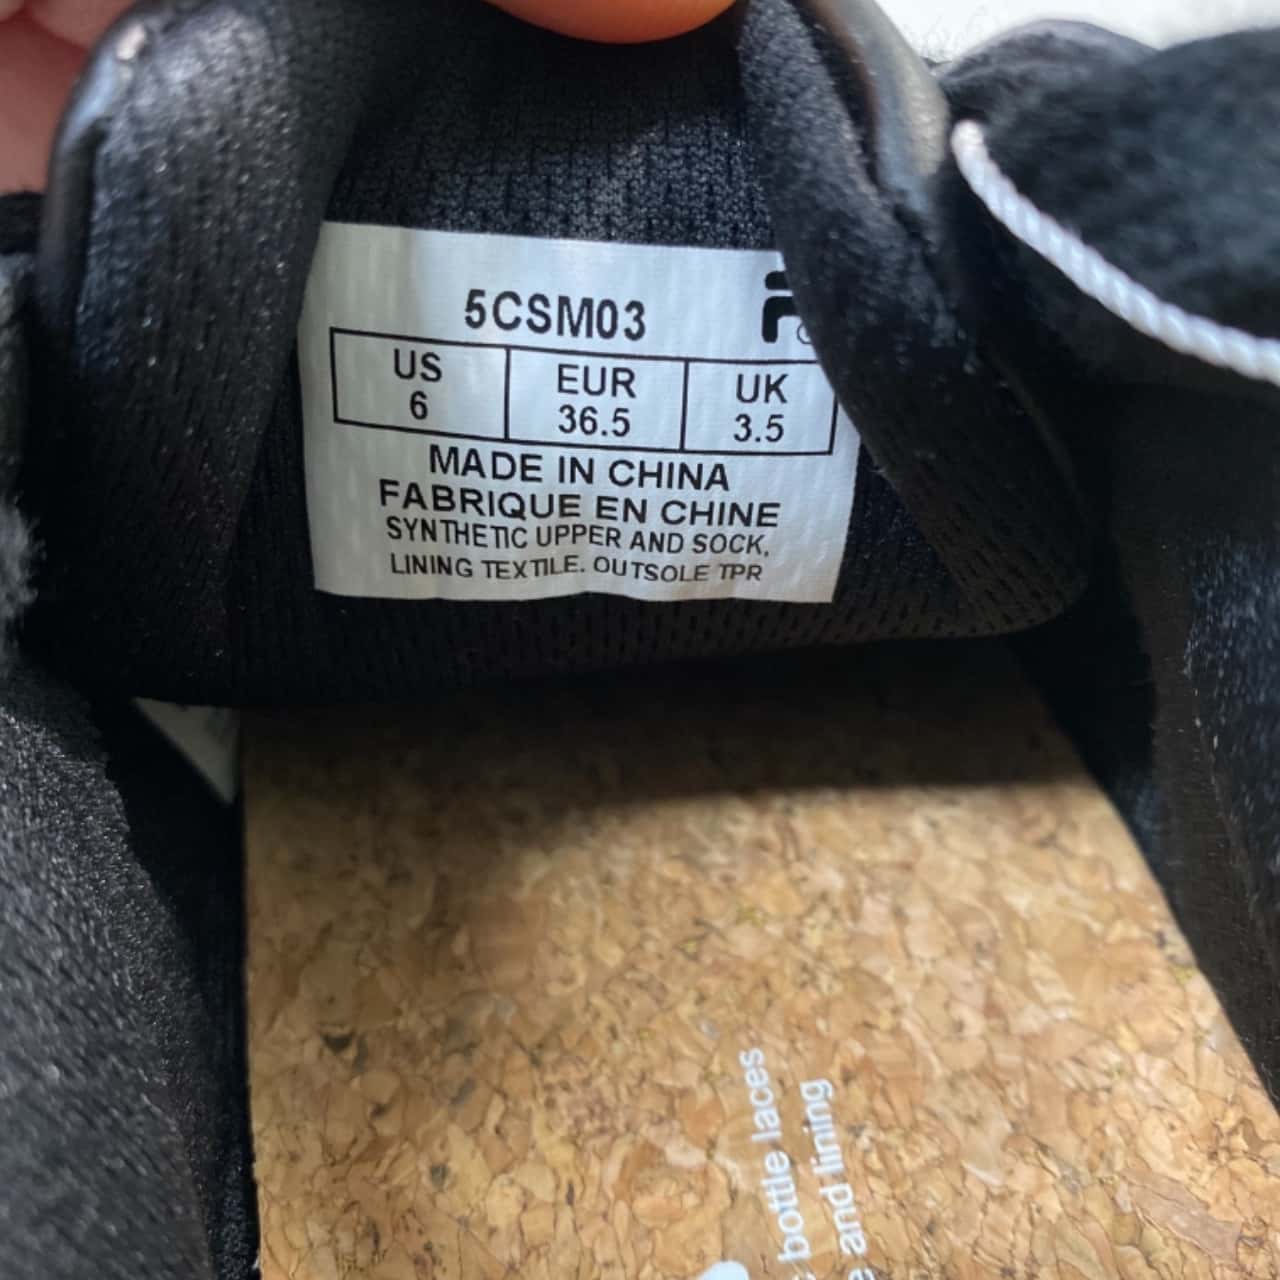 5CSM03
US EUR UK
6 36.5 3.5
MADE IN CHINA
FABRIQUE EN CHINE
SYNTHETIC UPPER AND SOCK,
LINING TEXTILE. OUTSOLE TPR
bottle laces
and lining